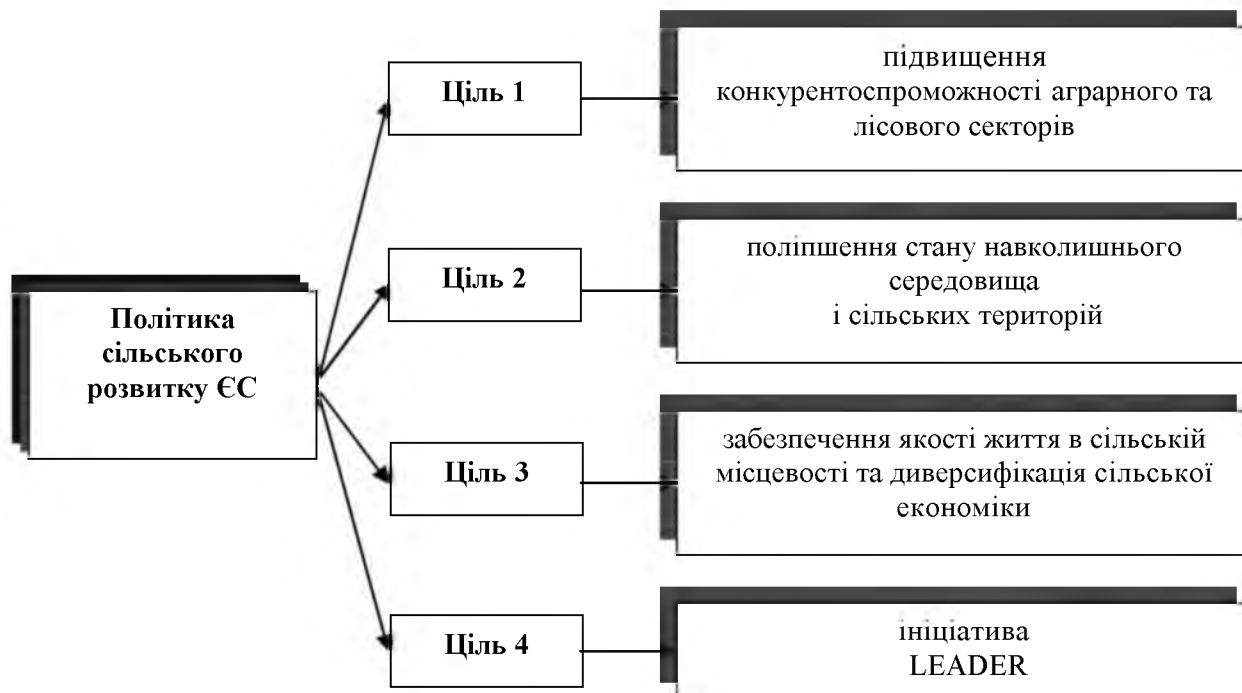 Політика
сільського
розвитку ЄС
Ціль 1
підвищення
конкурентоспроможності аграрного та
лісового секторів
Ціль 2
поліпшення стану навколишнього
середовища
і сільських територій
Ціль 3
забезпечення якості життя в сільській
місцевості та диверсифікація сільської
економіки
Ціль 4
ініціатива
LEADER